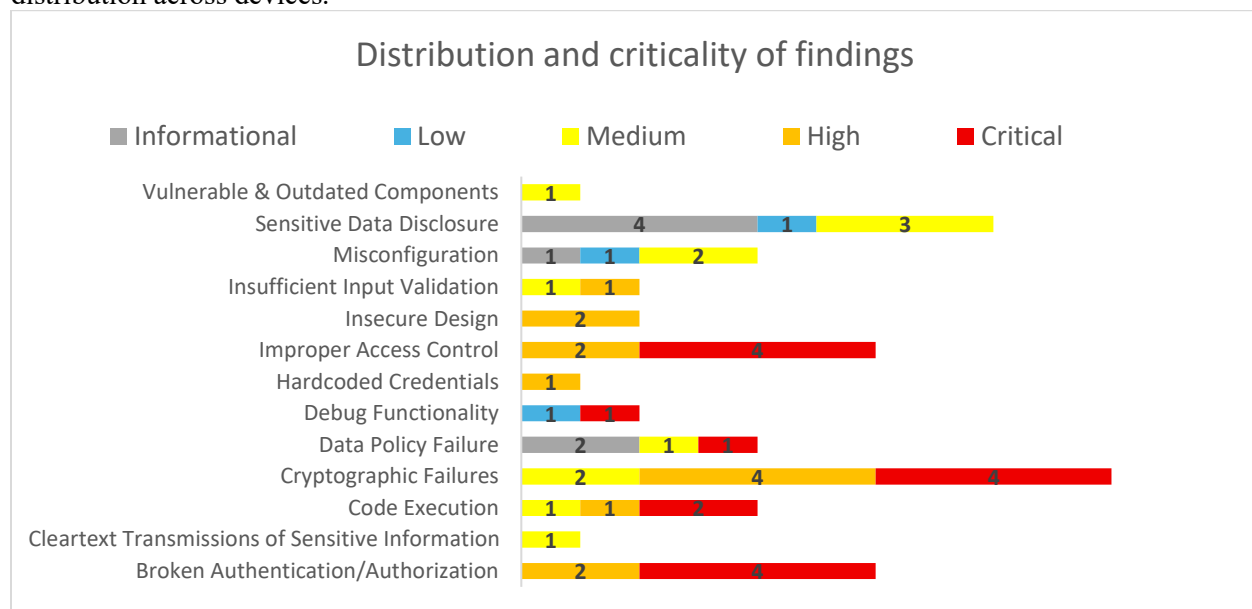 distribution across devices.
Distribution and criticality of findings
Informational Low Medium High Critical
Vulnerable & Outdated Components 1
Sensitive Data Disclosure 4 1 3
Misconfiguration 1 1 2
Insufficient Input Validation 1 1
Insecure Design 2
Improper Access Control 2 4
Hardcoded Credentials 1
Debug Functionality 1 1
Data Policy Failure 2 1 1
Cryptographic Failures 2 4 4
Code Execution 1 1 2
Cleartext Transmissions of Sensitive Information 1
Broken Authentication/Authorization 2 4